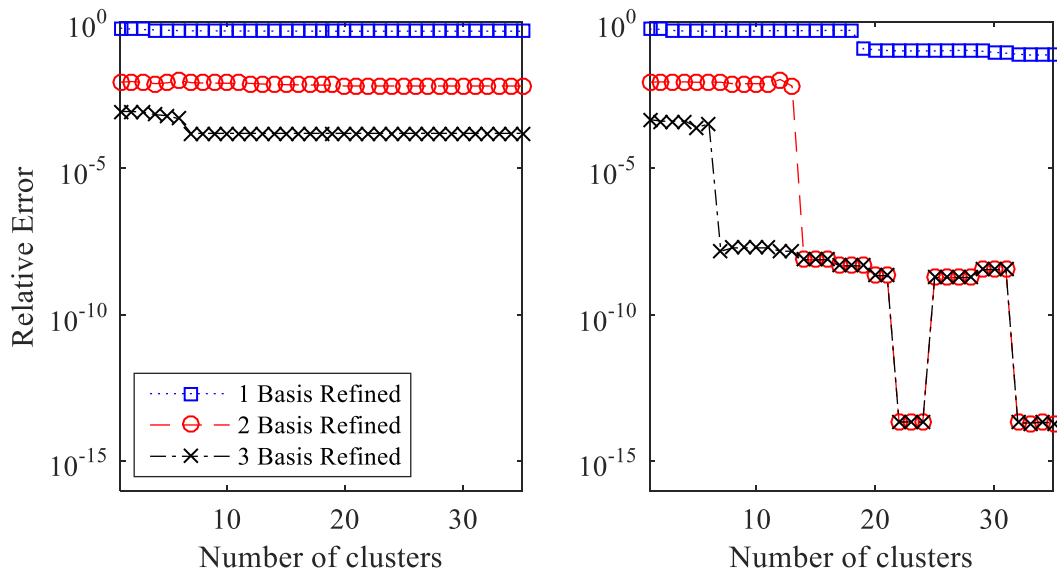 Relative Error
10^0
10^-5
10^-10
10^-15
1 Basis Refined
2 Basis Refined
3 Basis Refined
10 20 30
Number of clusters
10^0
10^-5
10^-10
10^-15
10 20 30
Number of clusters